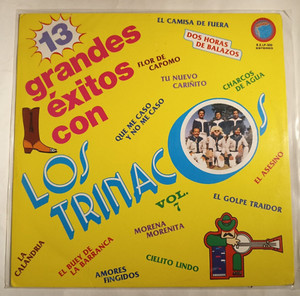 13
grandes
éxitos
con
LOS
TRINACOS
VOL. 1
EL CAMISA DE FUERA
DOS HORAS
DE BALAZOS
FLOR DE
CAPOMO
TU NUEVO
CARIÑITO
CHARCOS
DE AGUA
QUE ME CASO
Y NO ME CASO
EL ASESINO
EL GOLPE TRAIDOR
MORENA
MORENITA
LA
CALANDRIA
EL BUEY DE
LA BARRANCA
AMORES
FINGIDOS
CIELITO LINDO